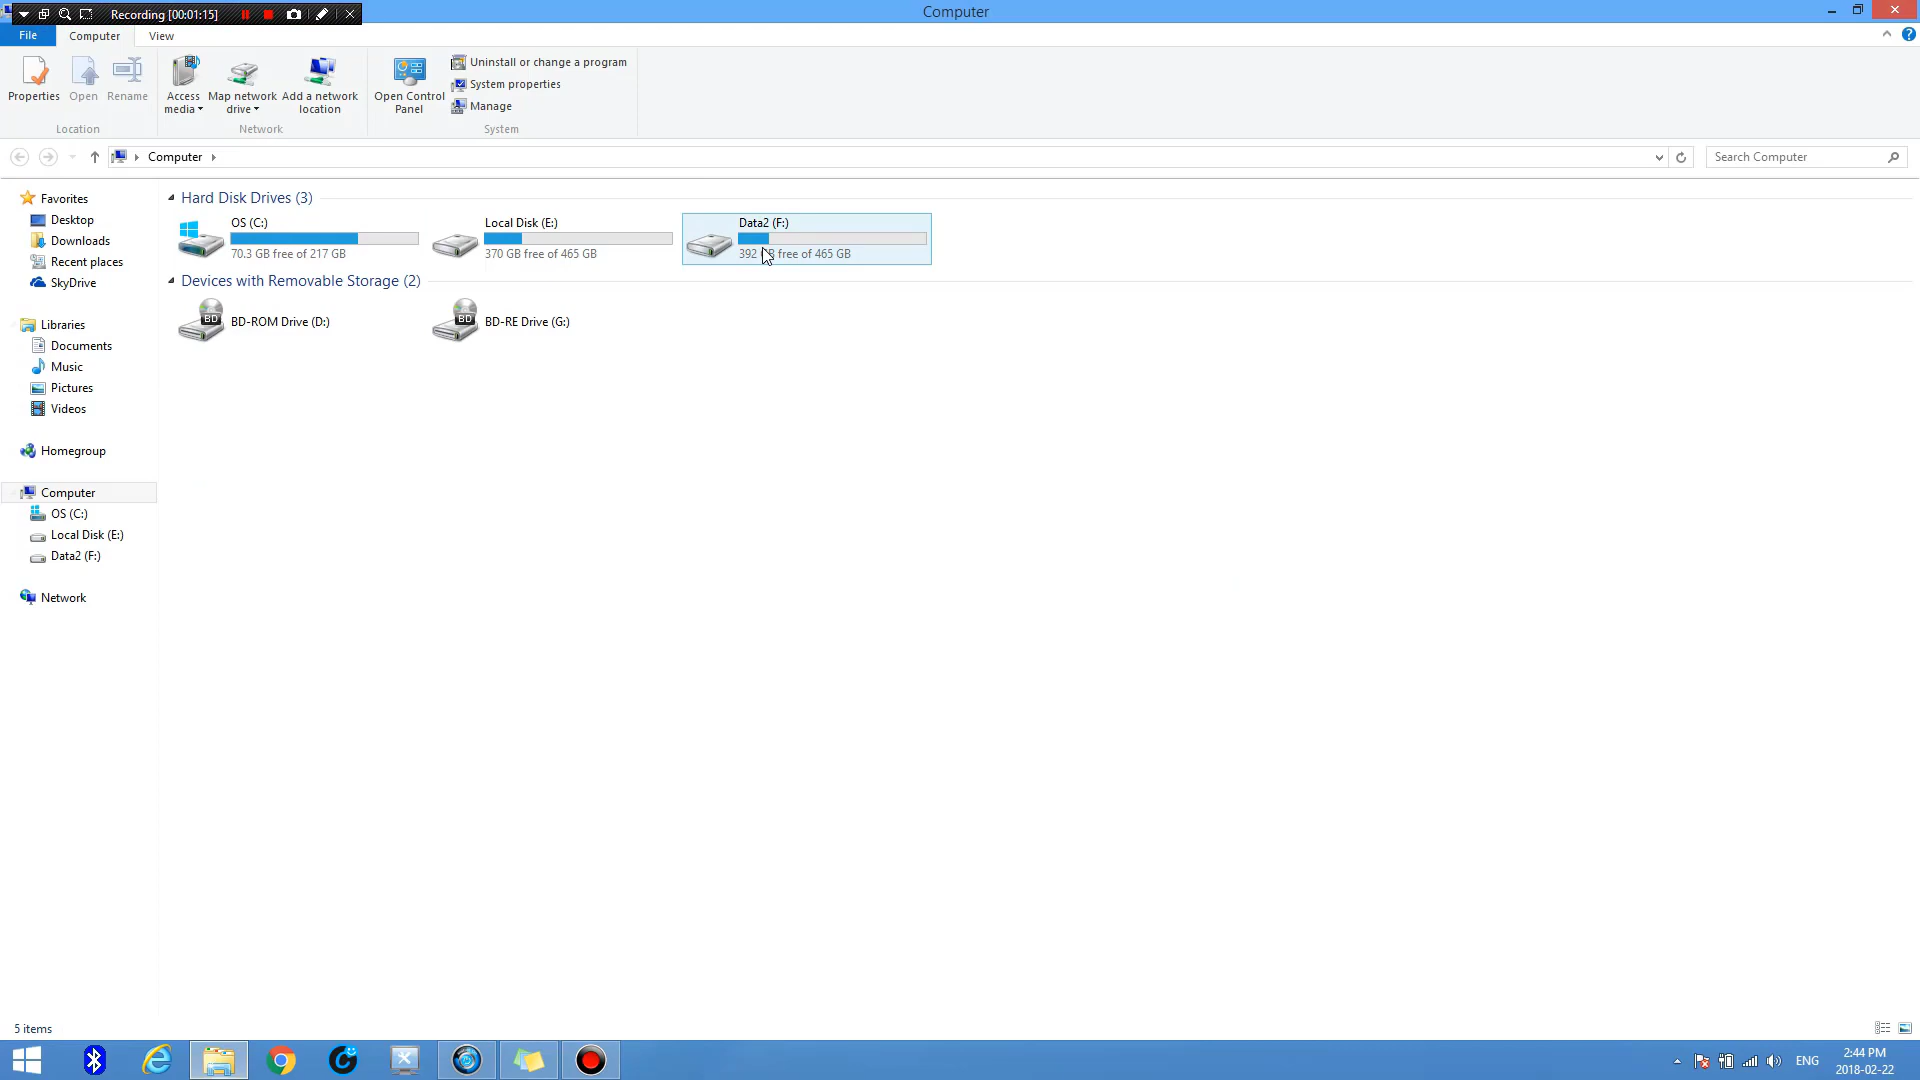 Recording [00:01:15]
Computer
File
Computer
View
Properties
Open
Rename
Access media
Map network drive
Add a network location
Open Control Panel
Uninstall or change a program
System properties
Manage
Location
Network
System
Computer
Search Computer
Favorites
Desktop
Downloads
Recent places
SkyDrive
Libraries
Documents
Music
Pictures
Videos
Homegroup
Computer
OS (C:)
Local Disk (E:)
Data2 (F:)
Network
Hard Disk Drives (3)
OS (C:)
70.3 GB free of 217 GB
Local Disk (E:)
370 GB free of 465 GB
Data2 (F:)
392 GB free of 465 GB
Devices with Removable Storage (2)
BD
BD-ROM Drive (D:)
BD
BD-RE Drive (G:)
5 items
ENG
2:44 PM
2018-02-22